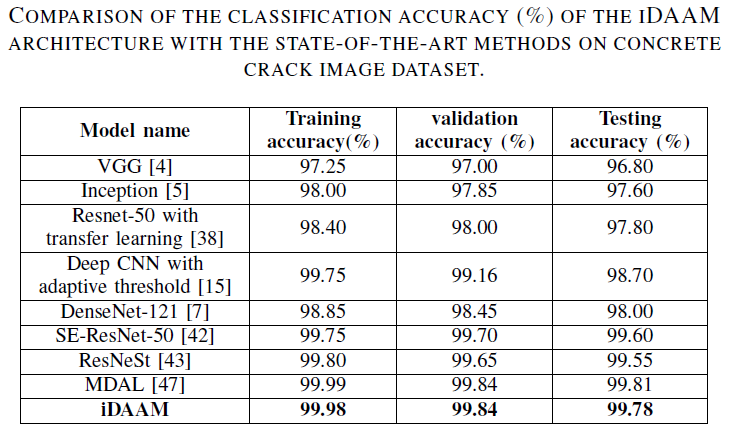 COMPARISON OF THE CLASSIFICATION ACCURACY (%) OF THE IDAAM
ARCHITECTURE WITH THE STATE-OF-THE-ART METHODS ON CONCRETE
CRACK IMAGE DATASET.
Model name Training accuracy(%) validation accuracy (%) Testing accuracy (%)
VGG [4] 97.25 97.00 96.80
Inception [5] 98.00 97.85 97.60
Resnet-50 with
transfer learning [38] 98.40 98.00 97.80
Deep CNN with
adaptive threshold [15] 99.75 99.16 98.70
DenseNet-121 [7] 98.85 98.45 98.00
SE-ResNet-50 [42] 99.75 99.70 99.60
ResNeSt [43] 99.80 99.65 99.55
MDAL [47] 99.99 99.84 99.81
iDAAM 99.98 99.84 99.78